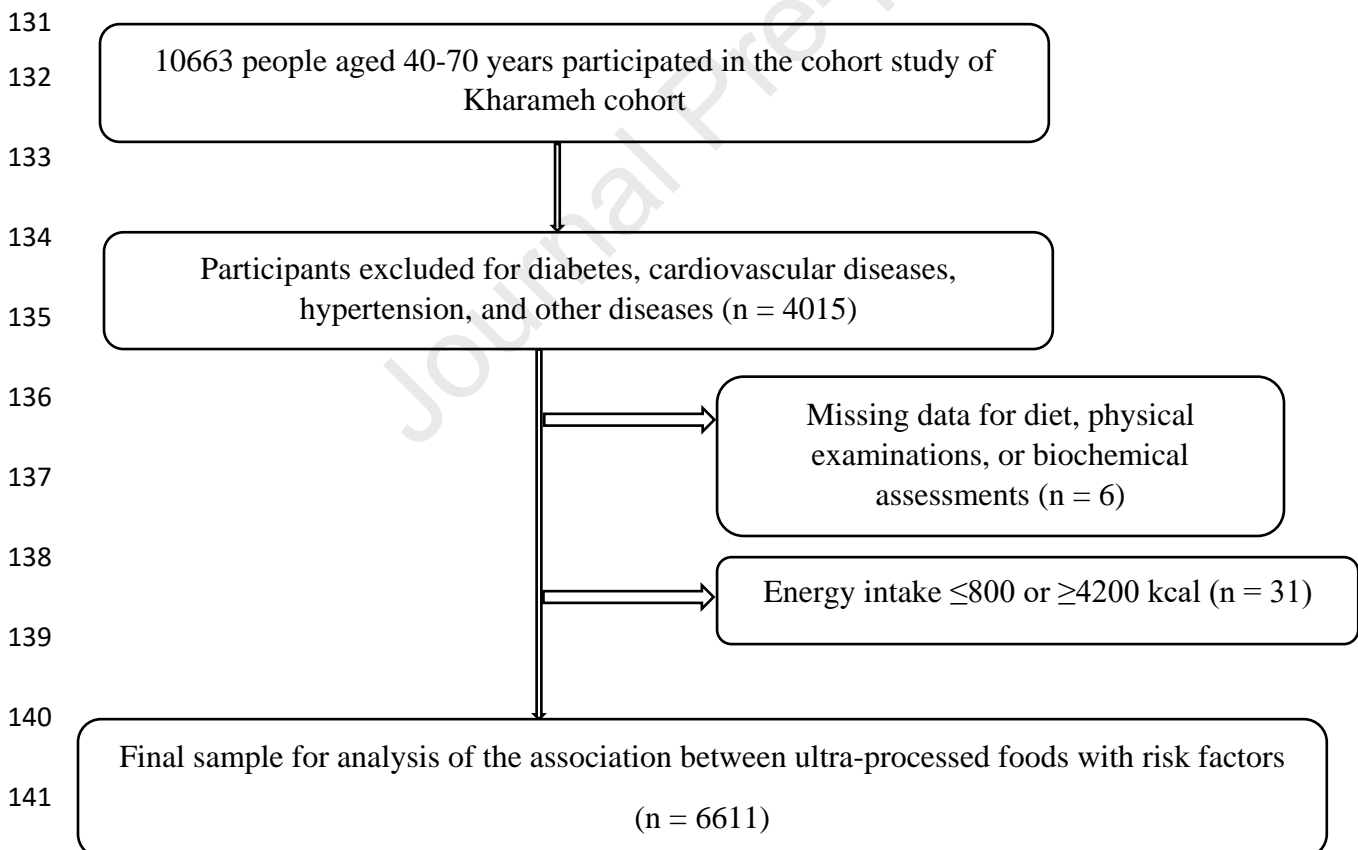 131
10663 people aged 40-70 years participated in the cohort study of
132
Kharameh cohort
133
134
Participants excluded for diabetes, cardiovascular diseases,
hypertension, and other diseases (n = 4015)
135
136
Missing data for diet, physical
examinations, or biochemical
137
assessments (n = 6)
138
Energy intake ≤800 or ≥4200 kcal (n = 31)
139
140
Final sample for analysis of the association between ultra-processed foods with risk factors
141
(n = 6611)
Journal Pre-